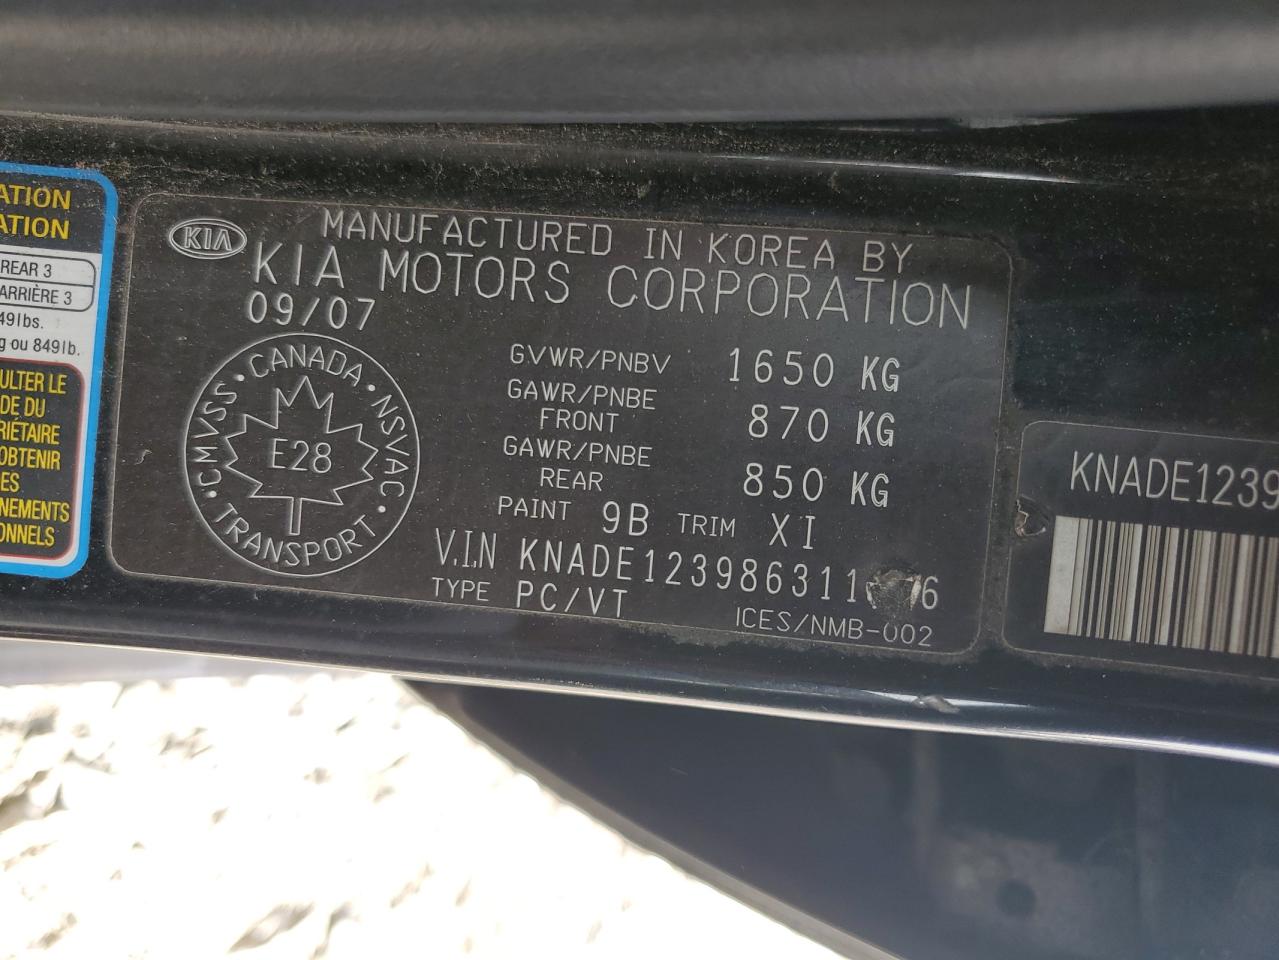 ATION
ATION
REAR 3
ARRIÈRE 3
49lbs.
g ou 849lb.
ULTER LE
DE DU
RIÉTAIRE
OBTENIR
ES
NEMENTS
ONNELS
KIA
MANUFACTURED IN KOREA BY
KIA MOTORS CORPORATION
09/07
CANADA · NSVAC · TRANSPORT · CMVSS ·
E28
GVWR/PNBV 1650 KG
GAWR/PNBE
FRONT 870 KG
GAWR/PNBE
REAR 850 KG
PAINT 9B TRIM XI
V.I.N
TYPE PC/VT
ICES/NMB-002
KNADE1239